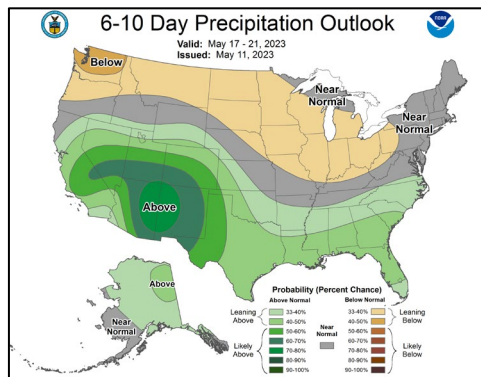 6-10 Day Precipitation Outlook
Valid: May 17 - 21, 2023
Issued: May 11, 2023
NOAA
Below
Near
Normal
Near
Normal
Above
Above
Near
Normal
Probability (Percent Chance)
Above Normal
Below Normal
Leaning
Above
33-40%
40-50%
Likely
Above
50-60%
60-70%
70-80%
80-90%
90-100%
Near
Normal
33-40%
40-50%
Leaning
Below
50-60%
60-70%
70-80%
80-90%
90-100%
Likely
Below